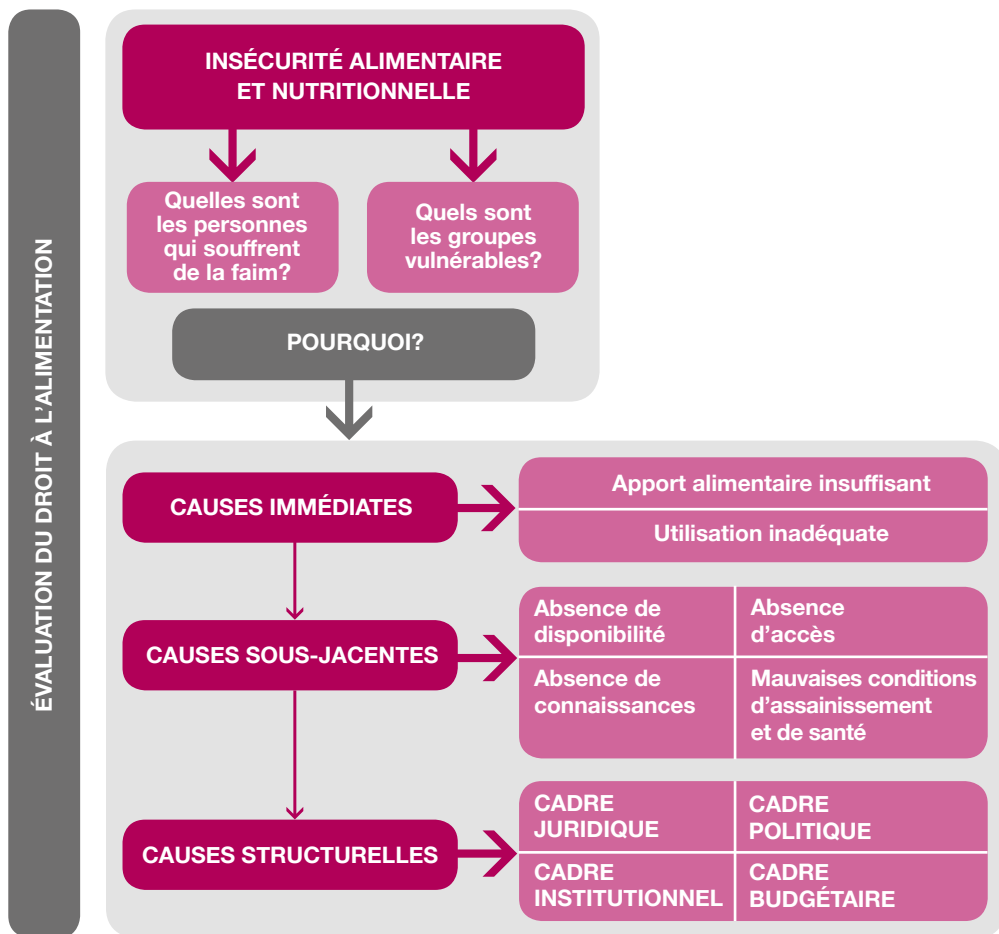 ÉVALUATION DU DROIT À L'ALIMENTATION
INSÉCURITÉ ALIMENTAIRE
ET NUTRITIONNELLE
Quelles sont
les personnes
qui souffrent
de la faim?
Quels sont
les groupes
vulnérables?
POURQUOI?
CAUSES IMMÉDIATES
Apport alimentaire insuffisant
Utilisation inadéquate
CAUSES SOUS-JACENTES
Absence de
disponibilité
Absence
d'accès
Absence de
connaissances
Mauvaises conditions
d'assainissement
et de santé
CAUSES STRUCTURELLES
CADRE
JURIDIQUE
CADRE
POLITIQUE
CADRE
INSTITUTIONNEL
CADRE
BUDGÉTAIRE